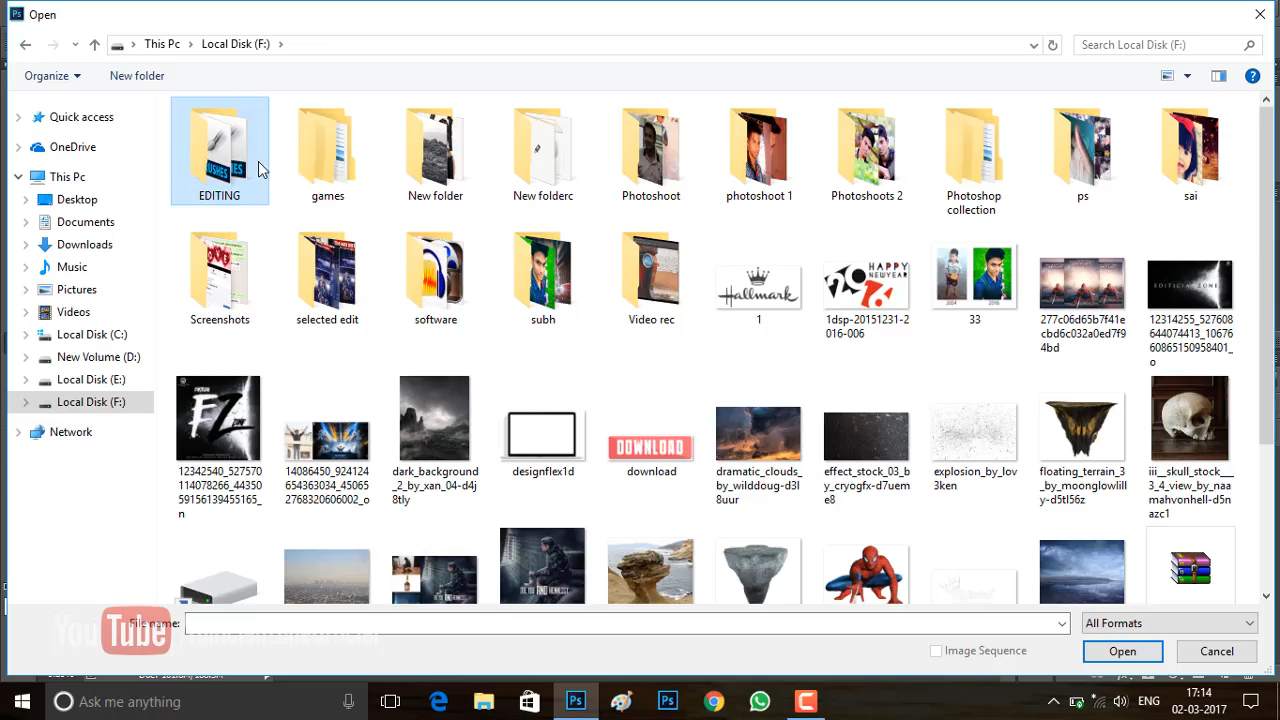 Open
This Pc
Local Disk (F:)
Search Local Disk (F:)
Organize
New folder
Quick access
OneDrive
This Pc
Desktop
Documents
Downloads
Music
Pictures
Videos
Local Disk (C:)
New Volume (D:)
Local Disk (E:)
Local Disk (F:)
Network
EDITING
games
New folder
New folderc
Photoshoot
photoshoot 1
Photoshoots 2
Photoshop
collection
ps
sai
Screenshots
selected edit
software
subh
Video rec
Hallmark
1
HAPPY
NEWYEAR
1dsp-20151231-2
016-006
33
277c06d65b7f41e
cbd6c032a0ed7f9
4bd
12314255_527608
644074413_10676
60865150958401_
o
12342540_527570
114078266_44350
59156139455165_
n
14086450_924124
654363034_45065
2768320606002_o
dark_background
_2_by_xan_04-d4j
8tly
designflex1d
DOWNLOAD
download
dramatic_clouds_
by_wilddoug-d3l
8uur
effect_stock_03_b
y_cryogfx-d7uem
e8
explosion_by_lov
3ken
floating_terrain_3
_by_moonglowlill
y-d5tl56z
iii__skull_stock__
_3_4_view_by_naa
mahvonhell-d5n
azc1
YouTube
File name:
All Formats
Image Sequence
Open
Cancel
Ask me anything
ENG
17:14
02-03-2017